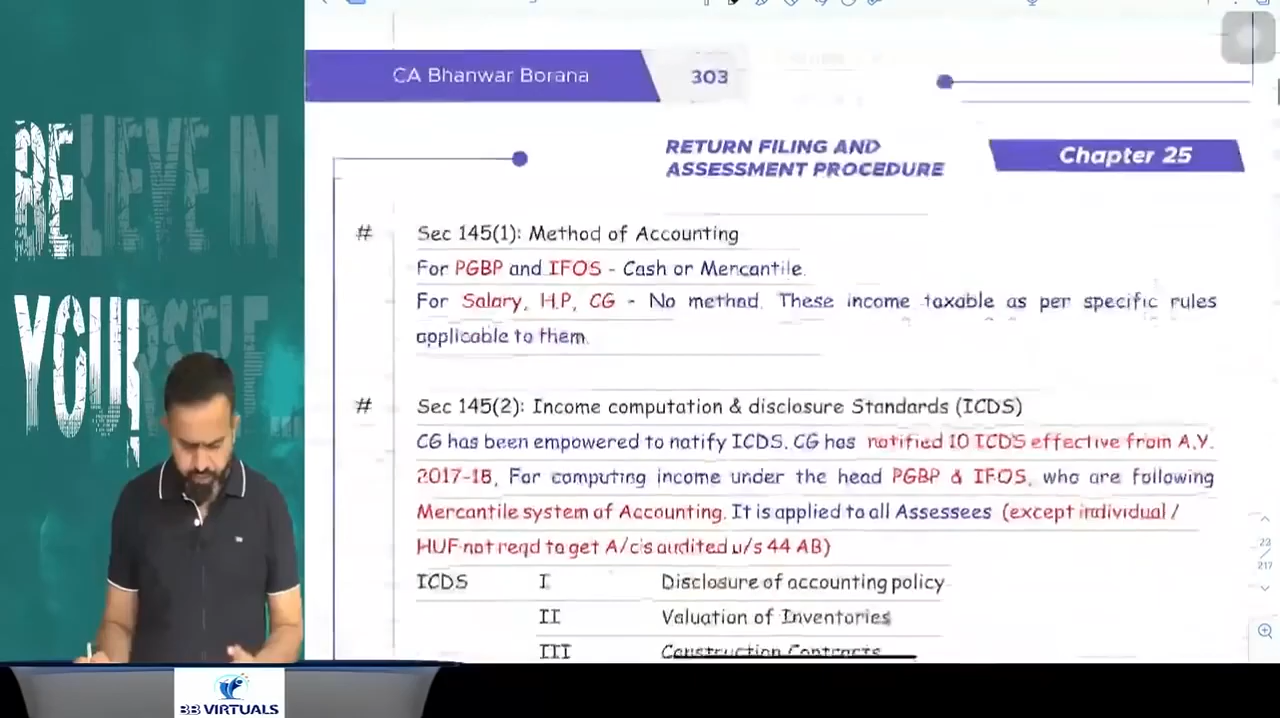 BELIEVE IN
YOURSELF
CA Bhanwar Borana
303
RETURN FILING AND
ASSESSMENT PROCEDURE
Chapter 25
# Sec 145(1): Method of Accounting
For PGBP and IFOS - Cash or Mercantile.
For Salary, H.P, CG - No method. These income taxable as per specific rules
applicable to them.
# Sec 145(2): Income computation & disclosure Standards (ICDS)
CG has been empowered to notify ICDS. CG has notified 10 ICDS effective from A.Y.
2017-18, For computing income under the head PGBP & IFOS, who are following
Mercantile system of Accounting. It is applied to all Assessees (except individual /
HUF not reqd to get A/c's audited u/s 44 AB)
ICDS I Disclosure of accounting policy
II Valuation of Inventories
III Construction Contracts
23
217
BB VIRTUALS